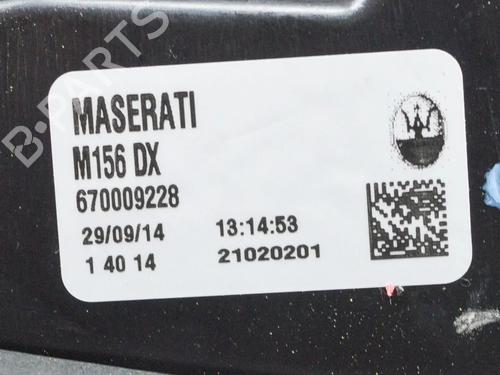 B-PARTS
MASERATI
M156 DX
670009228
29/09/14 13:14:53
1 40 14 21020201